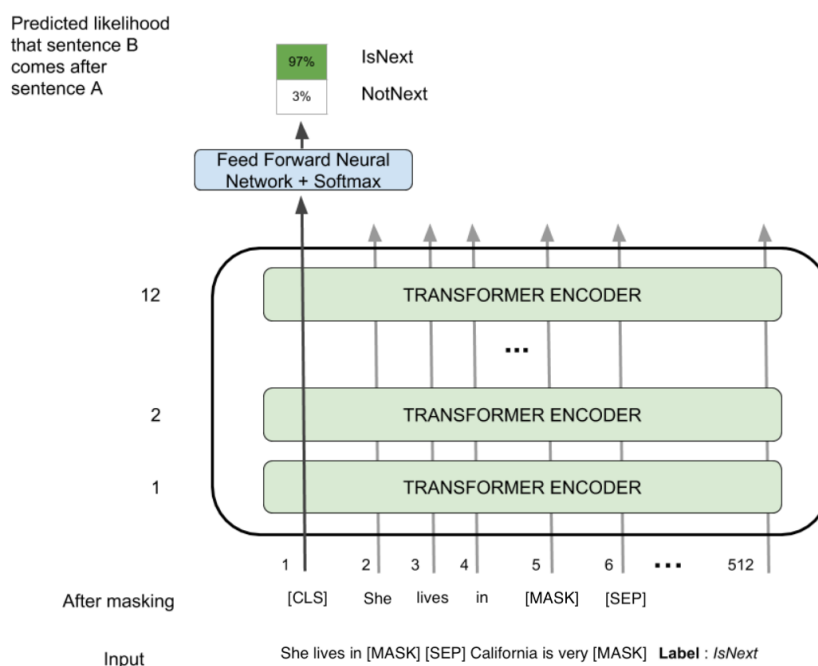 Predicted likelihood
that sentence B
comes after
sentence A
97%
IsNext
3%
NotNext
Feed Forward Neural
Network + Softmax
12
TRANSFORMER ENCODER
...
2
TRANSFORMER ENCODER
1
TRANSFORMER ENCODER
1 2 3 4 5 6 ... 512
After masking [CLS] She lives in [MASK] [SEP]
Input She lives in [MASK] [SEP] California is very [MASK] Label : IsNext